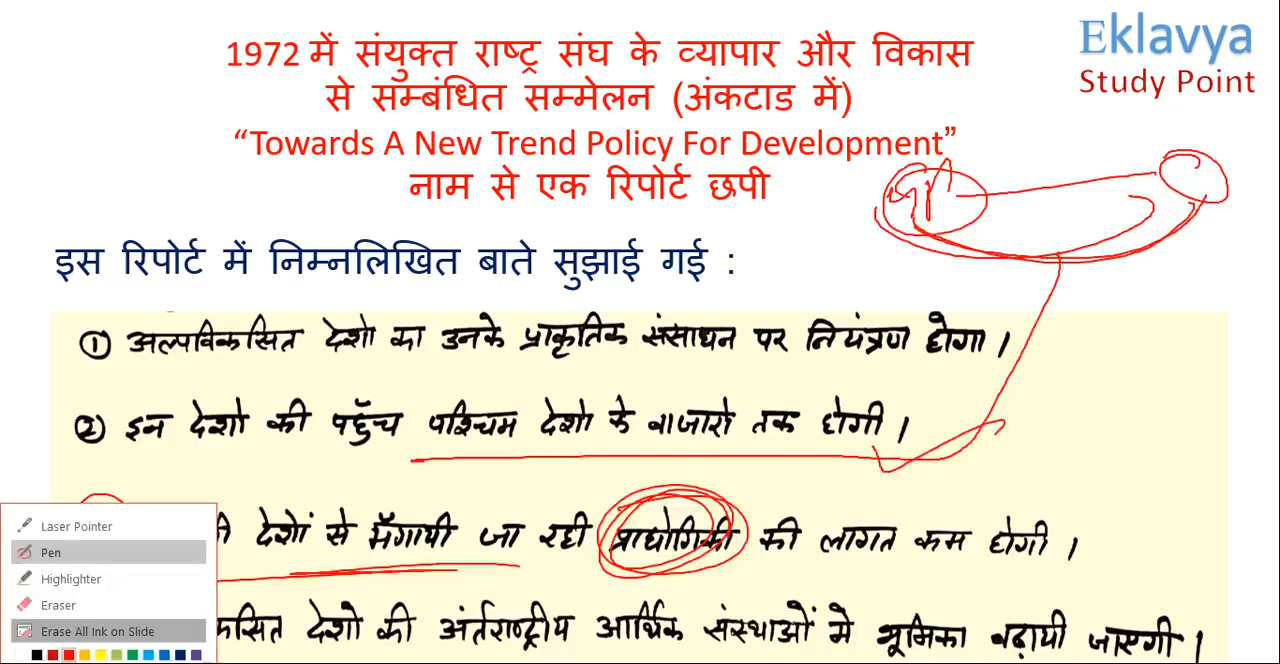 1972 में संयुक्त राष्ट्र संघ के व्यापार और विकास
से सम्बंधित सम्मेलन (अंकटाड में)
“Towards A New Trend Policy For Development”
नाम से एक रिपोर्ट छपी
Eklavya
Study Point
इस रिपोर्ट में निम्नलिखित बाते सुझाई गई :
① अल्पविकसित देशो का उनके प्राकृतिक संसाधन पर नियंत्रण होगा।
② इन देशो की पहुँच पश्चिम देशो के बाजारो तक होगी।
देशों से मँगायी जा रही प्राद्योगिकी की लागत कम होगी।
कसित देशो की अंर्तराष्ट्रीय आर्थिक संस्थाओं मे भूमिका बढ़ायी जाएगी।
Laser Pointer
Pen
Highlighter
Eraser
Erase All Ink on Slide